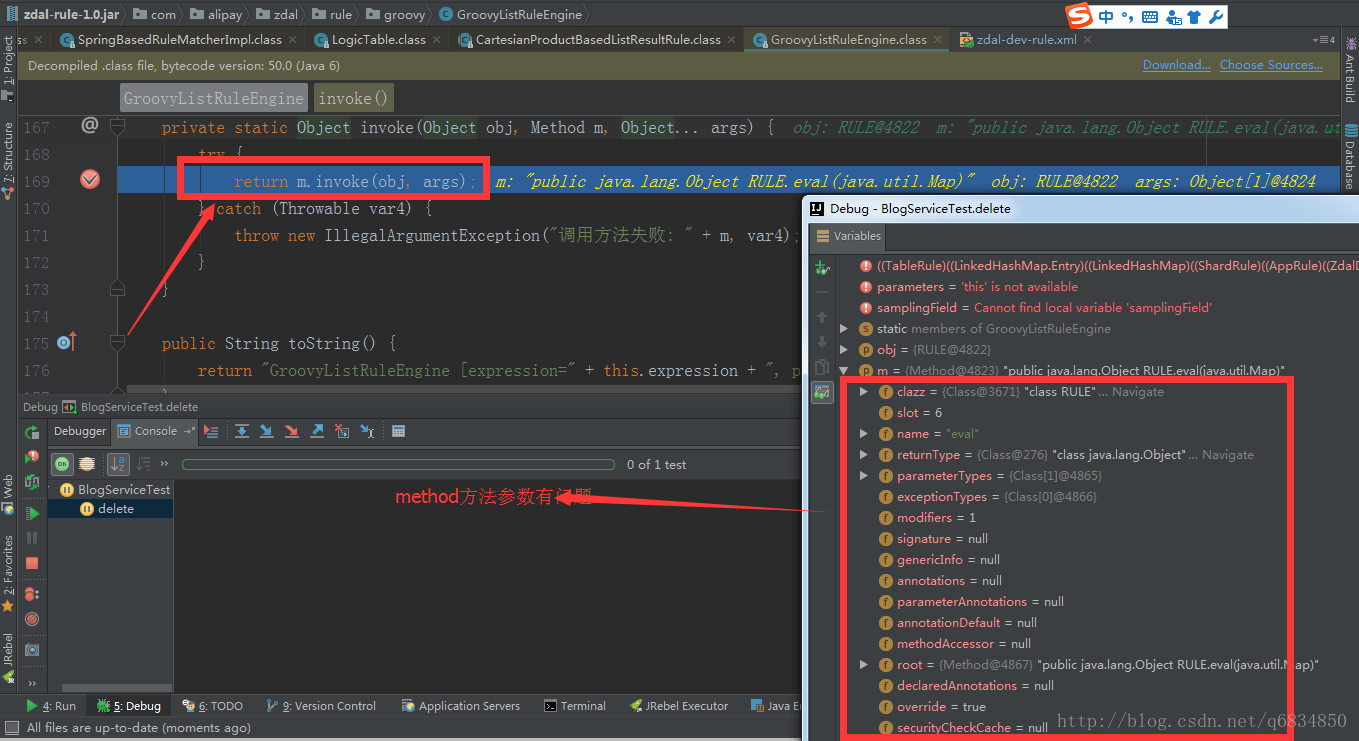 zdal-rule-1.0.jar com alipay zdal rule groovy GroovyListRuleEngine
中
SpringBasedRuleMatcherImpl.class LogicTable.class CartesianProductBasedListResultRule.class GroovyListRuleEngine.class zdal-dev-rule.xml
Decompiled .class file, bytecode version: 50.0 (Java 6) Download... Choose Sources...
GroovyListRuleEngine invoke()
167 @ private static Object invoke(Object obj, Method m, Object... args) { obj: RULE@4822 m: "public java.lang.Object RULE.eval(java.ut
168 try {
169 return m.invoke(obj, args); m: "public java.lang.Object RULE.eval(java.util.Map)" obj: RULE@4822 args: Object[1]@4824
170 } catch (Throwable var4) {
171 throw new IllegalArgumentException("调用方法失败: " + m, var4);
172 }
173 }
174
175 public String toString() {
176 return "GroovyListRuleEngine [expression=" + this.expression + ", p
1: Project
7: Structure
Web
2: Favorites
JRebel
Ant Build
Database
Debug BlogServiceTest.delete
Debugger Console
0 of 1 test
BlogServiceTest
delete
method方法参数有问题
Debug - BlogServiceTest.delete
Variables
((TableRule)((LinkedHashMap.Entry)((LinkedHashMap)((ShardRule)((AppRule)((ZdalD
parameters = 'this' is not available
samplingField = Cannot find local variable 'samplingField'
static members of GroovyListRuleEngine
obj = {RULE@4822}
m = {Method@4823} "public java.lang.Object RULE.eval(java.util.Map)"
clazz = {Class@3671} "class RULE"... Navigate
slot = 6
name = "eval"
returnType = {Class@276} "class java.lang.Object"... Navigate
parameterTypes = {Class[1]@4865}
exceptionTypes = {Class[0]@4866}
modifiers = 1
signature = null
genericInfo = null
annotations = null
parameterAnnotations = null
annotationDefault = null
methodAccessor = null
root = {Method@4867} "public java.lang.Object RULE.eval(java.util.Map)"
declaredAnnotations = null
override = true
securityCheckCache = null
http://blog.csdn.net/q6834850
4: Run 5: Debug 6: TODO 9: Version Control Application Servers Terminal JRebel Executor Java E
All files are up-to-date (moments ago)